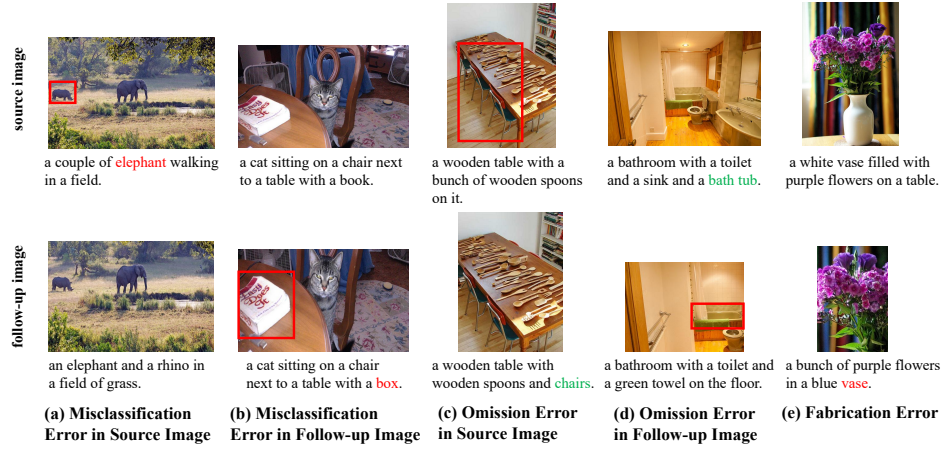 source image
a couple of elephant walking
in a field.
a cat sitting on a chair next
to a table with a book.
a wooden table with a
bunch of wooden spoons
on it.
a bathroom with a toilet
and a sink and a bath tub.
a white vase filled with
purple flowers on a table.
follow-up image
an elephant and a rhino in
a field of grass.
a cat sitting on a chair
next to a table with a box.
a wooden table with
wooden spoons and chairs.
a bathroom with a toilet and
a green towel on the floor.
a bunch of purple flowers
in a blue vase.
(a) Misclassification
Error in Source Image
(b) Misclassification
Error in Follow-up Image
(c) Omission Error
in Source Image
(d) Omission Error
in Follow-up Image
(e) Fabrication Error